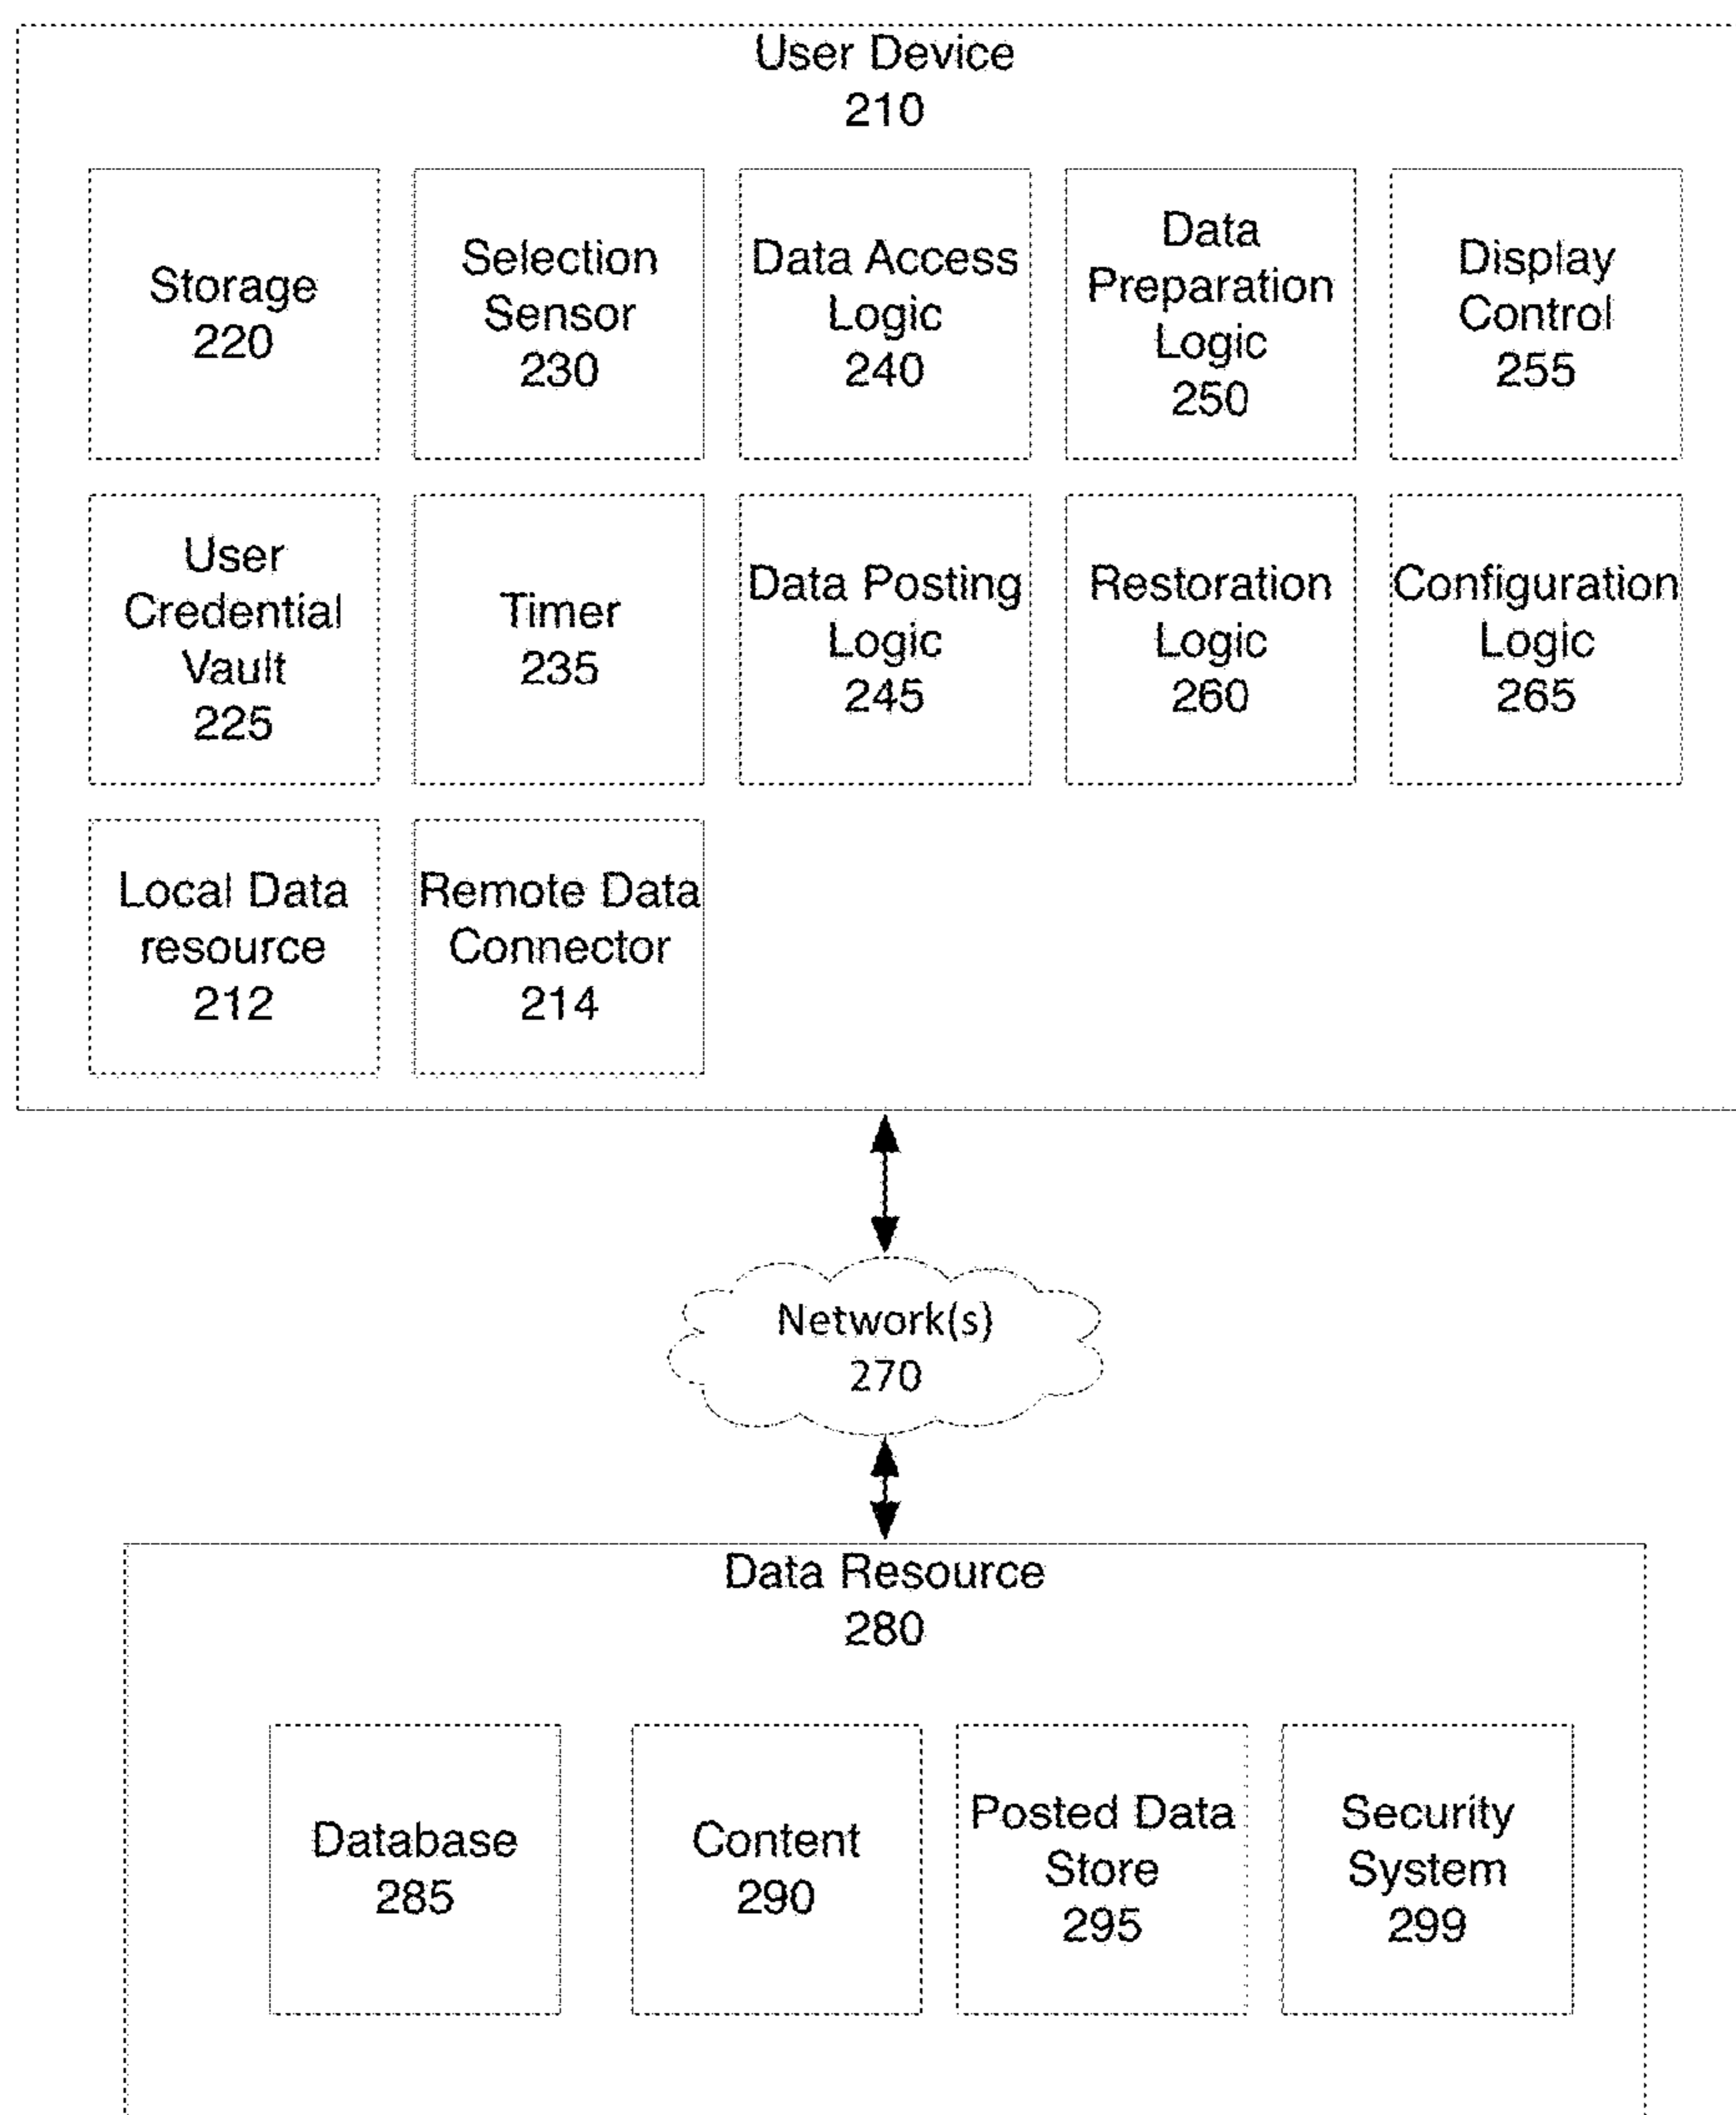 User Device
210
Storage
220
Selection
Sensor
230
Data Access
Logic
240
Data
Preparation
Logic
250
Display
Control
255
User
Credential
Vault
225
Timer
235
Data Posting
Logic
245
Restoration
Logic
260
Configuration
Logic
265
Local Data
resource
212
Remote Data
Connector
214
Network(s)
270
Data Resource
280
Database
285
Content
290
Posted Data
Store
295
Security
System
299